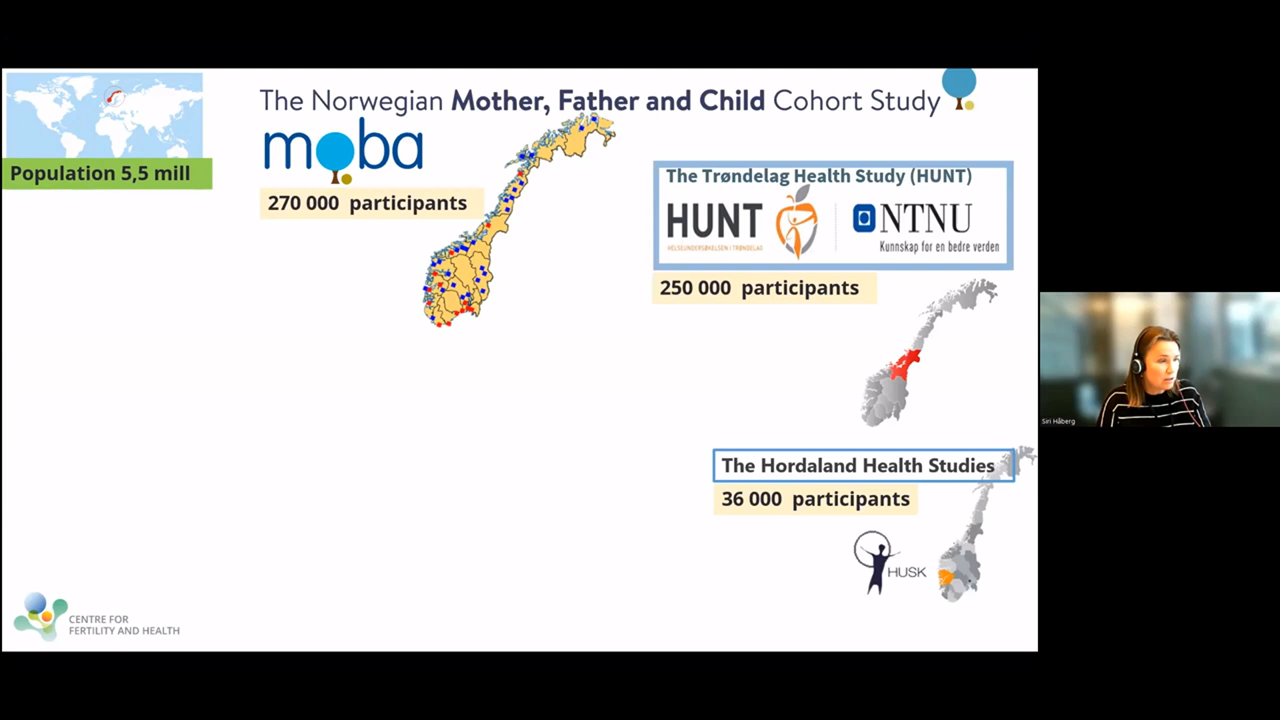 The Norwegian Mother, Father and Child Cohort Study
moba
Population 5,5 mill
270 000 participants
The Trøndelag Health Study (HUNT)
HUNT
HELSEUNDERSØKELSEN I TRØNDELAG
NTNU
Kunnskap for en bedre verden
250 000 participants
The Hordaland Health Studies
36 000 participants
HUSK
CENTRE FOR
FERTILITY AND HEALTH
Siri Håberg